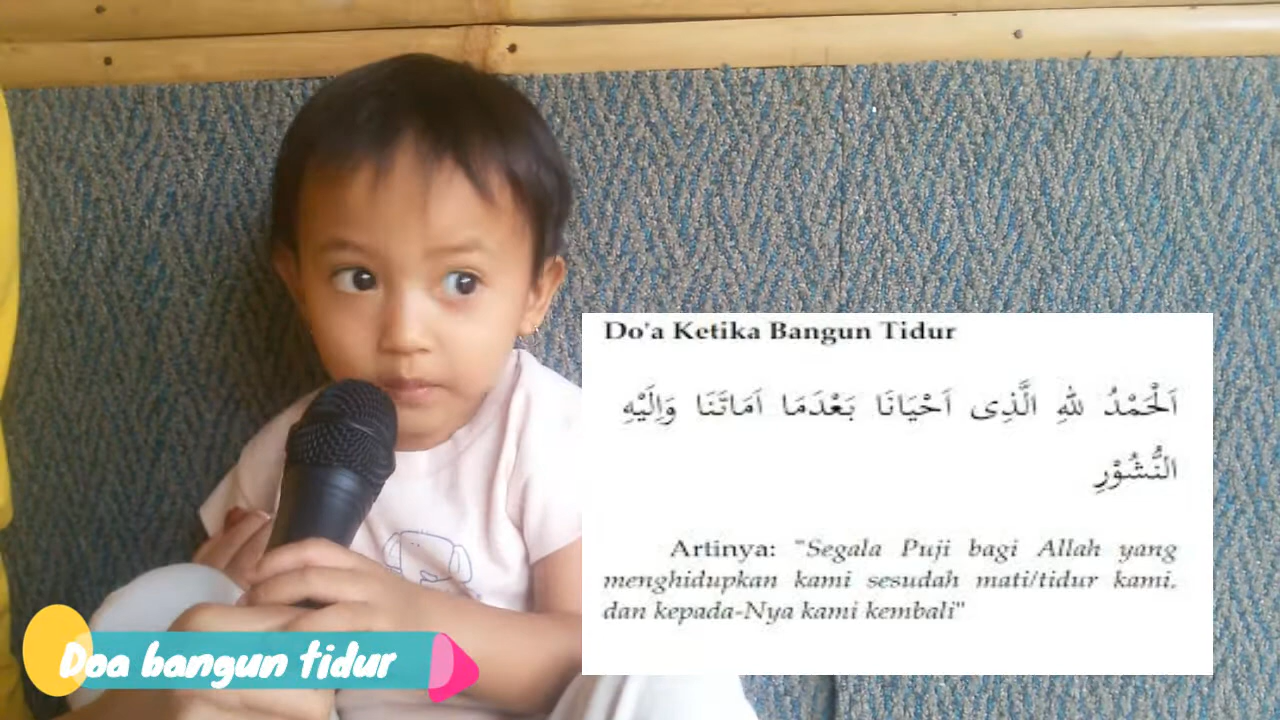 Do'a Ketika Bangun Tidur
اَلْحَمْدُ لِلّٰهِ الَّذِى اَحْيَانَا بَعْدَمَا اَمَاتَنَا وَاِلَيْهِ
النُّشُوْرِ
Artinya: "Segala Puji bagi Allah yang
menghidupkan kami sesudah mati/tidur kami.
dan kepada-Nya kami kembali"
Doa bangun tidur